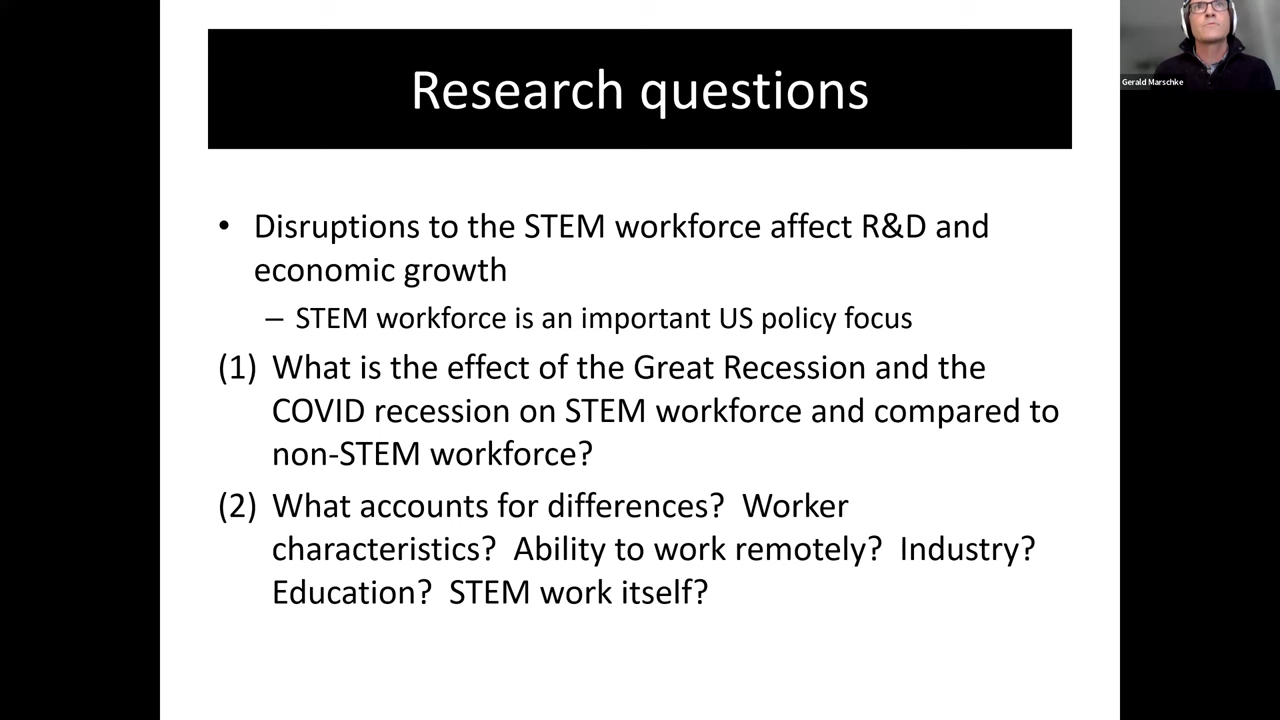 Research questions
Gerald Marschke
• Disruptions to the STEM workforce affect R&D and
economic growth
– STEM workforce is an important US policy focus
(1) What is the effect of the Great Recession and the
COVID recession on STEM workforce and compared to
non-STEM workforce?
(2) What accounts for differences? Worker
characteristics? Ability to work remotely? Industry?
Education? STEM work itself?